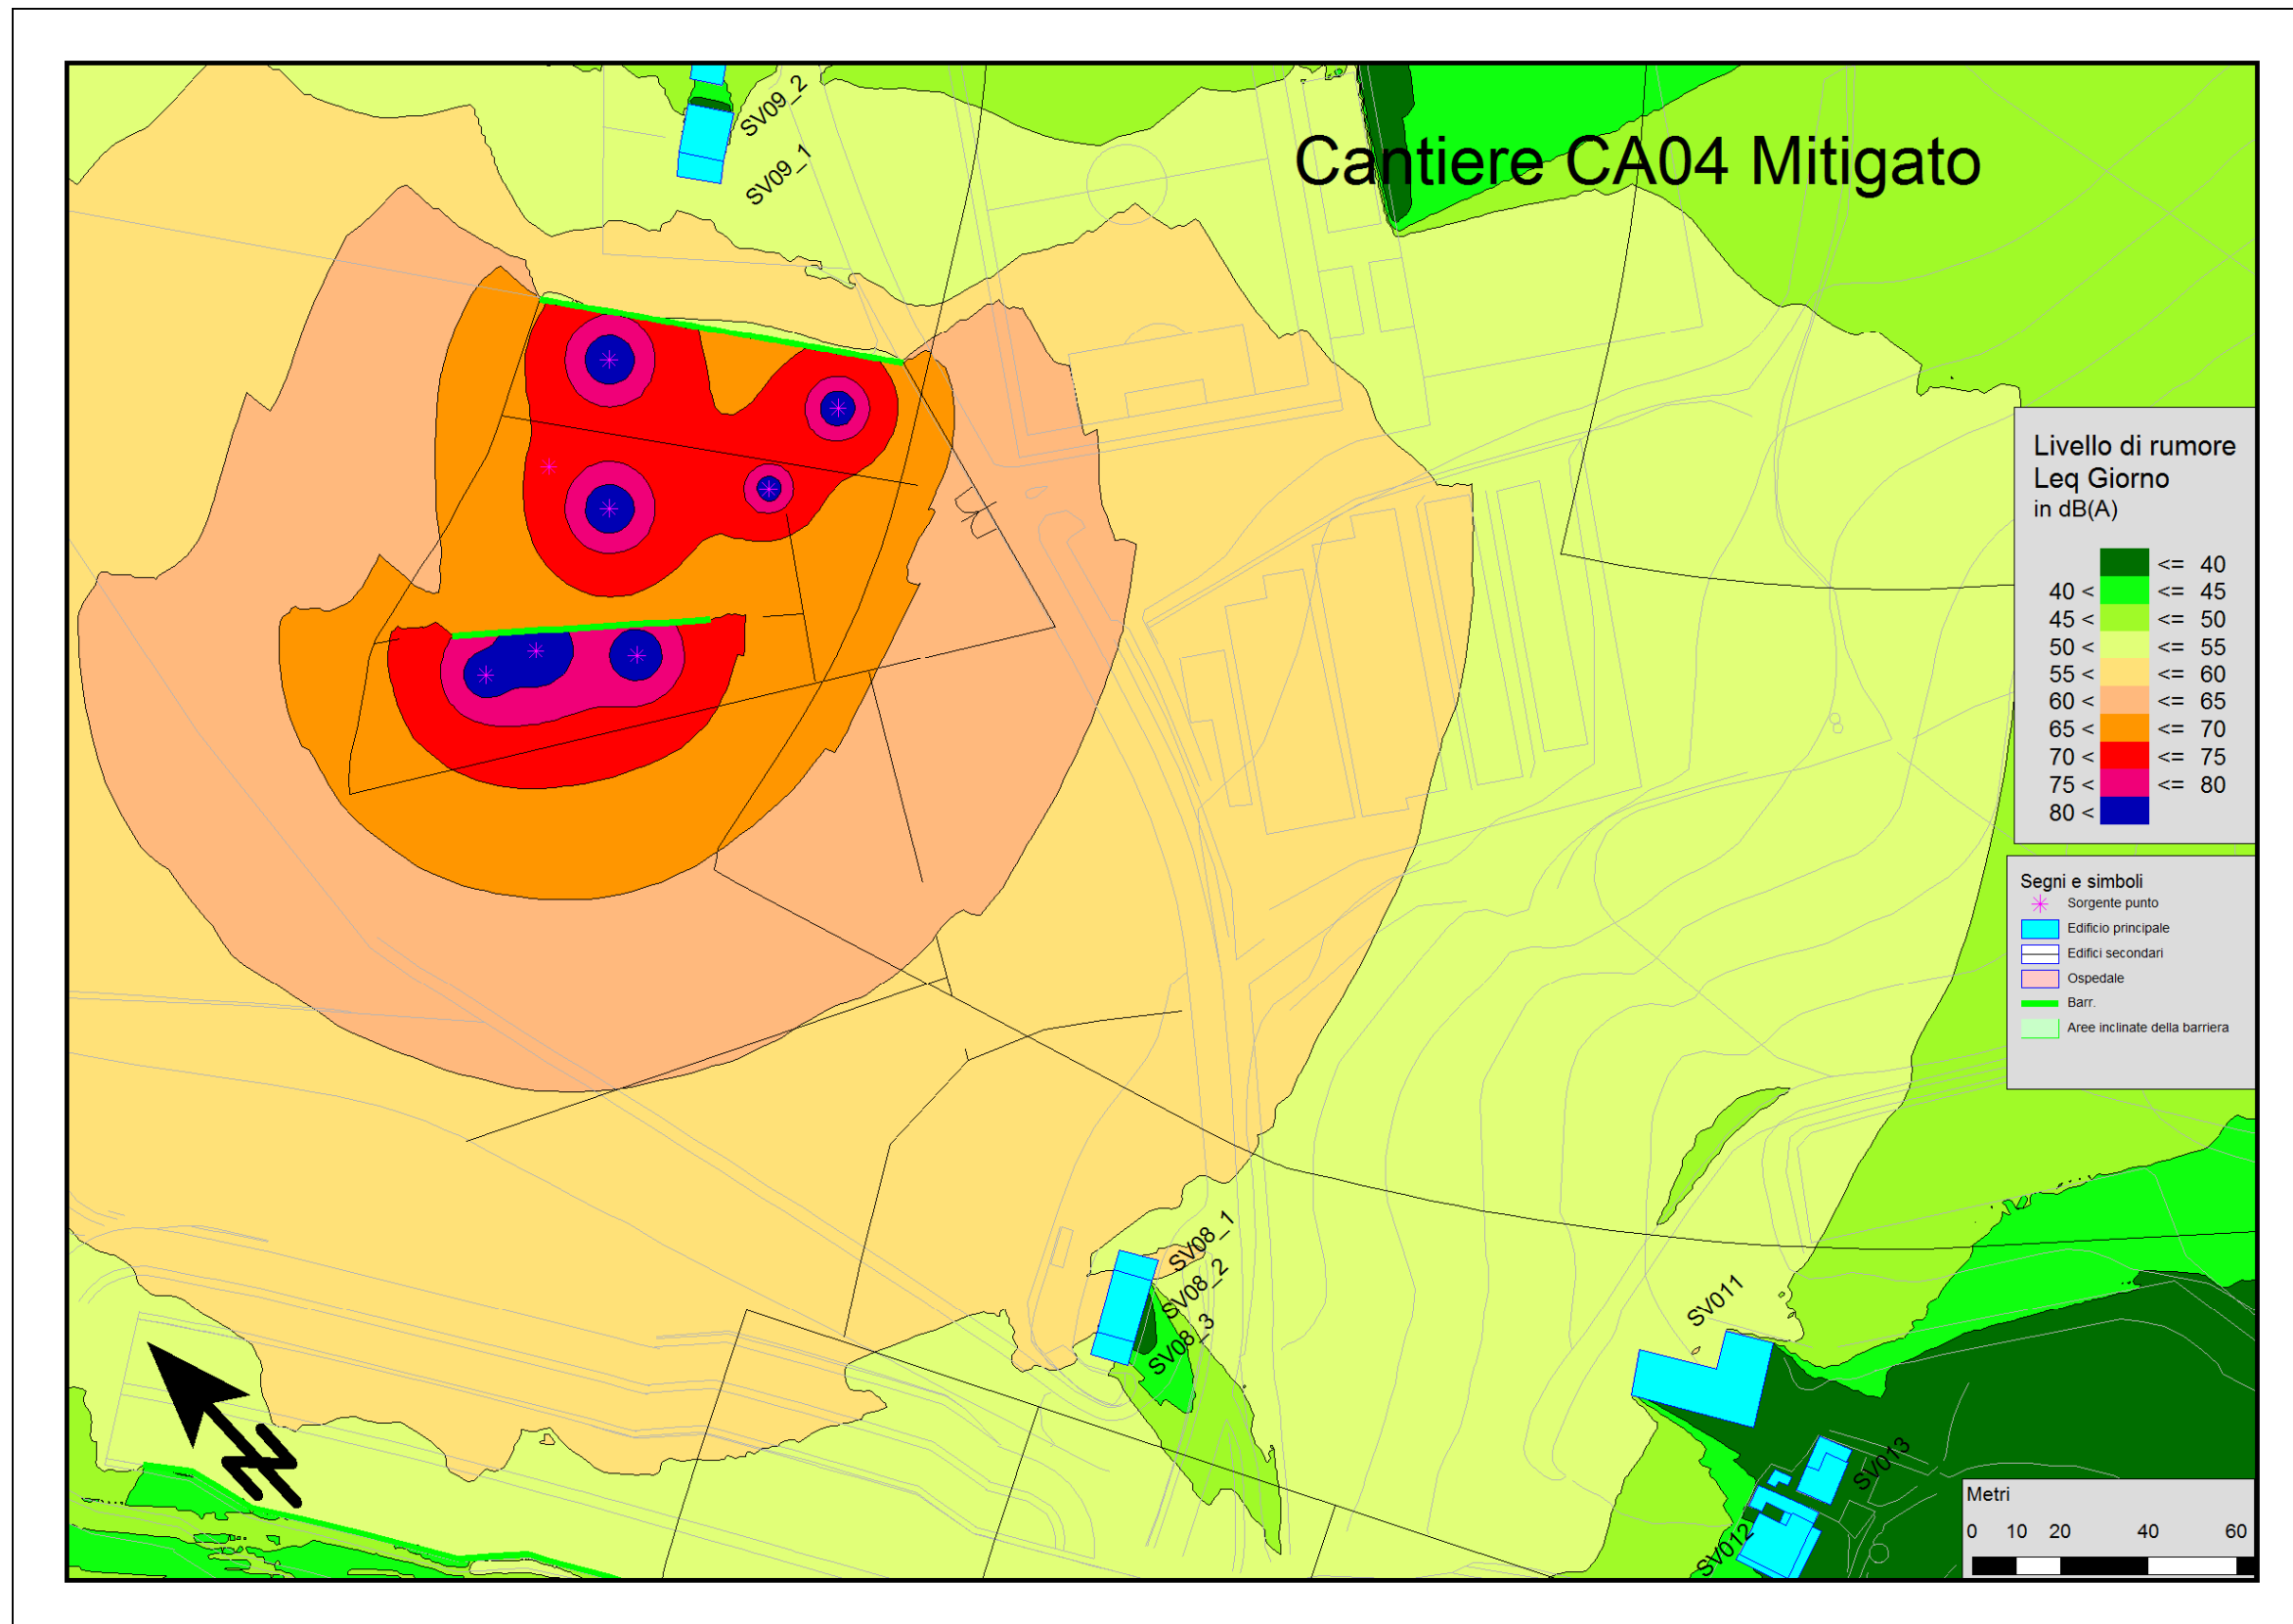 SV09_2
SV09_1
Cantiere CA04 Mitigato
Livello di rumore
Leq Giorno
in dB(A)
<= 40
40 < <= 45
45 < <= 50
50 < <= 55
55 < <= 60
60 < <= 65
65 < <= 70
70 < <= 75
75 < <= 80
80 <
Segni e simboli
Sorgente punto
Edificio principale
Edifici secondari
Ospedale
Barr.
Aree inclinate della barriera
SV08_1
SV08_2
SV08_3
SV011
SV013
SV012
Metri
0 10 20 40 60